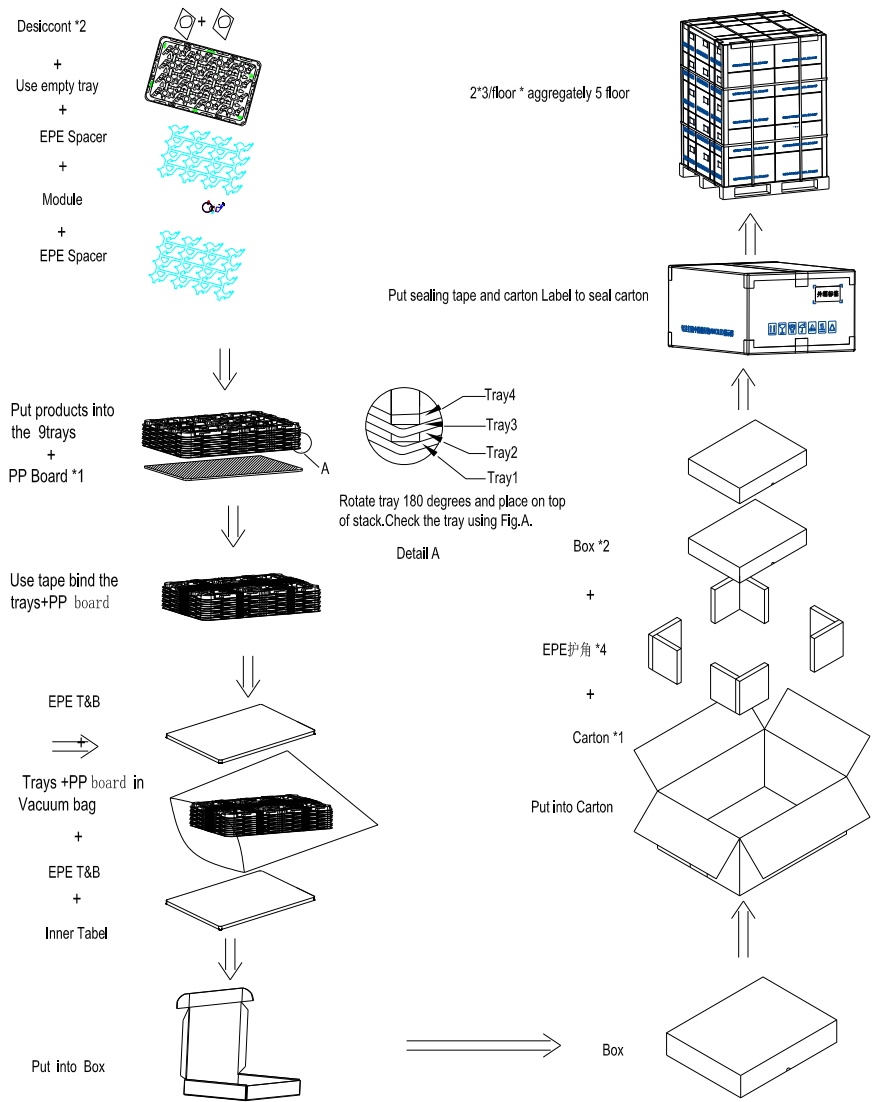 Desiccont *2
+
+
Use empty tray
+
EPE Spacer
+
Module
+
EPE Spacer
Put products into
the 9trays
+
PP Board *1
A
Tray4
Tray3
Tray2
Tray1
Rotate tray 180 degrees and place on top
of stack.Check the tray using Fig.A.
Detail A
Use tape bind the
trays+PP board
EPE T&B
+
Trays +PP board in
Vacuum bag
+
EPE T&B
+
Inner Tabel
Put into Box
Box
Put into Carton
Carton *1
+
EPE护角 *4
+
Box *2
Put sealing tape and carton Label to seal carton
外箱标签
2*3/floor * aggregately 5 floor